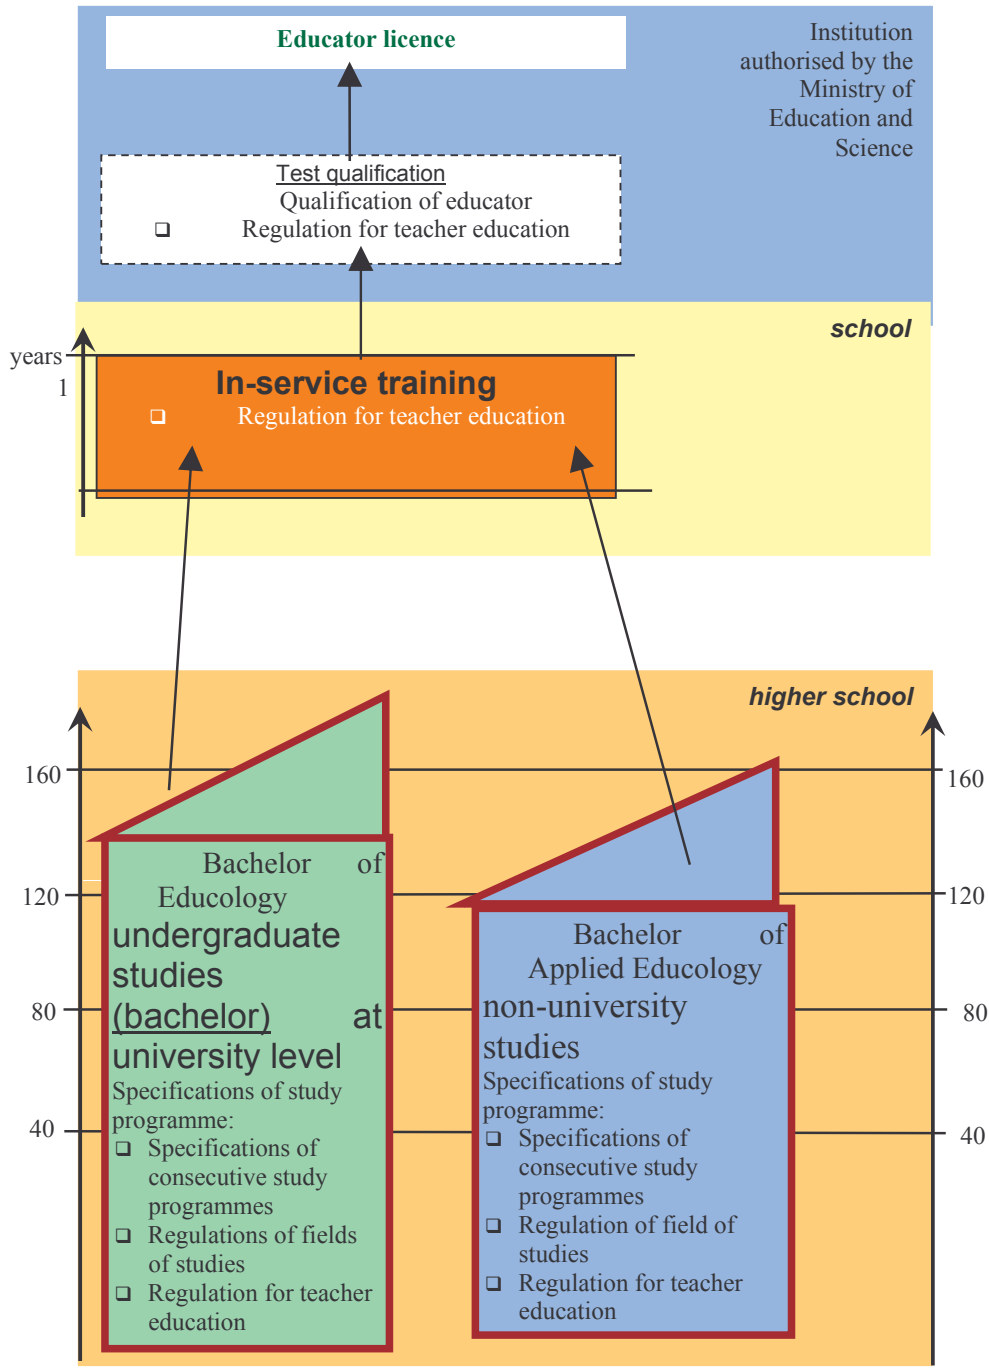 Educator licence
Institution
authorised by the
Ministry of
Education and
Science
Test qualification
Qualification of educator
❑ Regulation for teacher education
school
years
1
In-service training
❑ Regulation for teacher education
higher school
160
160
120
120
80
80
40
40
Bachelor of
Educology
undergraduate
studies
(bachelor) at
university level
Specifications of study
programme:
❑ Specifications of
consecutive study
programmes
❑ Regulations of fields
of studies
❑ Regulation for teacher
education
Bachelor of
Applied Educology
non-university
studies
Specifications of study
programme:
❑ Specifications of
consecutive study
programmes
❑ Regulation of field of
studies
❑ Regulation for teacher
education